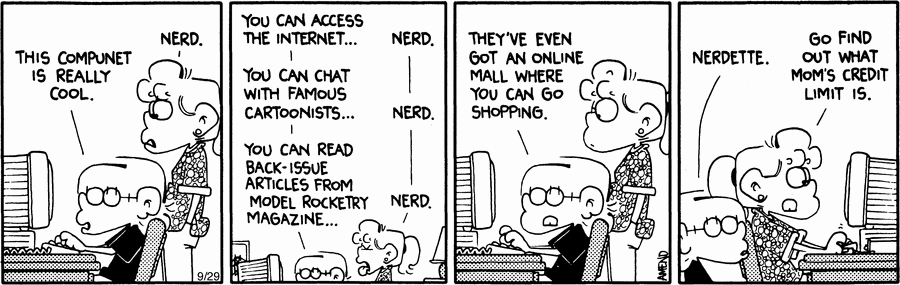 THIS COMPUNET
IS REALLY
COOL.
NERD.
9/29
YOU CAN ACCESS
THE INTERNET...
NERD.
YOU CAN CHAT
WITH FAMOUS
CARTOONISTS...
NERD.
YOU CAN READ
BACK-ISSUE
ARTICLES FROM
MODEL ROCKETRY
MAGAZINE...
NERD.
THEY'VE EVEN
GOT AN ONLINE
MALL WHERE
YOU CAN GO
SHOPPING.
AMEND
NERDETTE.
GO FIND
OUT WHAT
MOM'S CREDIT
LIMIT IS.